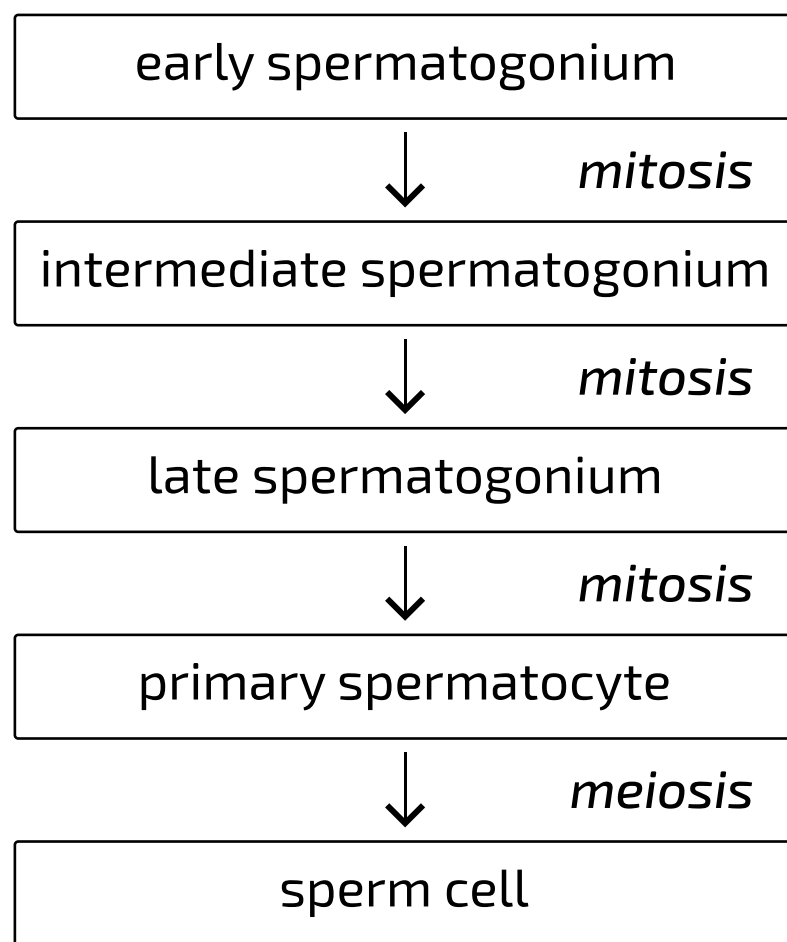 early spermatogonium
mitosis
intermediate spermatogonium
mitosis
late spermatogonium
mitosis
primary spermatocyte
meiosis
sperm cell